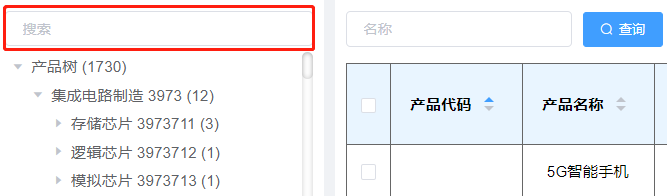 搜索
产品树 (1730)
集成电路制造 3973 (12)
存储芯片 3973711 (3)
逻辑芯片 3973712 (1)
模拟芯片 3973713 (1)
名称
查询
产品代码
产品名称
5G智能手机